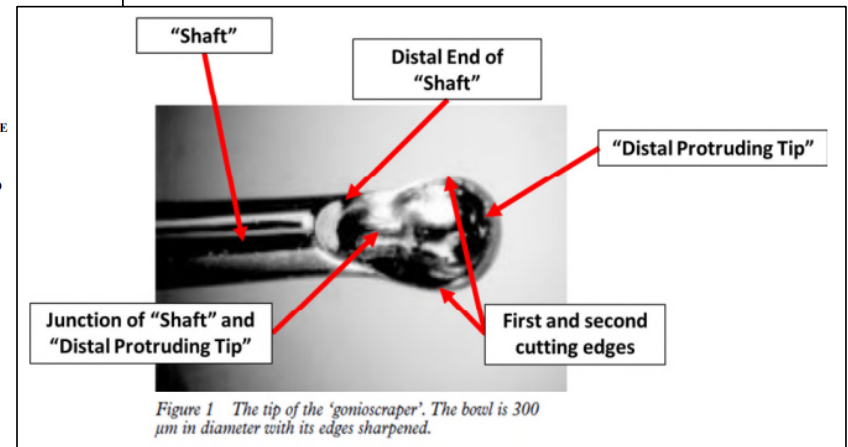 “Shaft”
Distal End of
“Shaft”
E
“Distal Protruding Tip”
Junction of “Shaft” and
“Distal Protruding Tip”
First and second
cutting edges
Figure 1 The tip of the ‘gonioscraper’. The bowl is 300
µm in diameter with its edges sharpened.